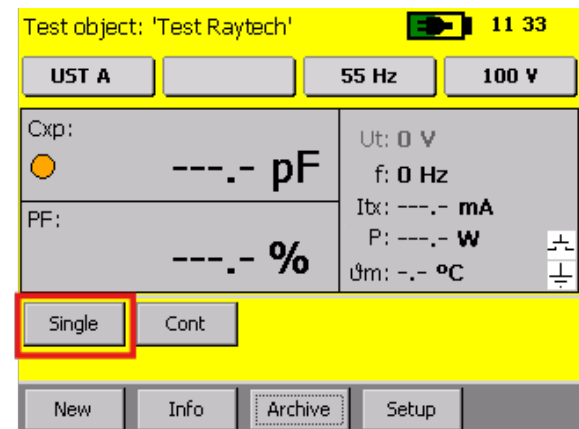 Test object: 'Test Raytech' 11 33
UST A 55 Hz 100 V
Cxp:
---.- pF
PF:
---.- %
Ut: 0 V
f: 0 Hz
Itx: ---.- mA
P: ---.- W
ϑm: -.- ºC
Single Cont
New Info Archive Setup